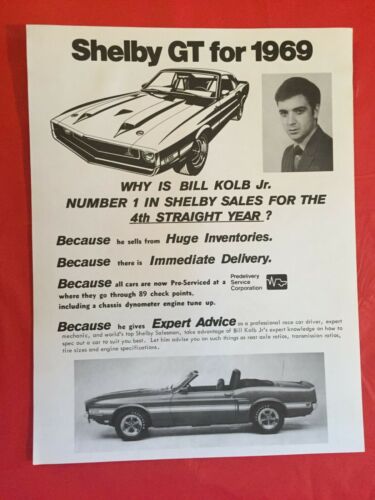 Shelby GT for 1969
WHY IS BILL KOLB Jr.
NUMBER 1 IN SHELBY SALES FOR THE
4th STRAIGHT YEAR ?
Because he sells from Huge Inventories.
Because there is Immediate Delivery.
Because all cars are now Pro-Serviced at a Predelivery Service Corporation
where they go through 89 check points,
including a chassis dynometer engine tune up.
Because he gives Expert Advice as a professional race car driver, expert
mechanic, and world's top Shelby Salesman, take advantage of Bill Kolb Jr's expert knowledge on how to
spec out a car to suit you best. Let him advise you on such things as rear axle ratios, transmission ratios,
tire sizes and engine specifications.